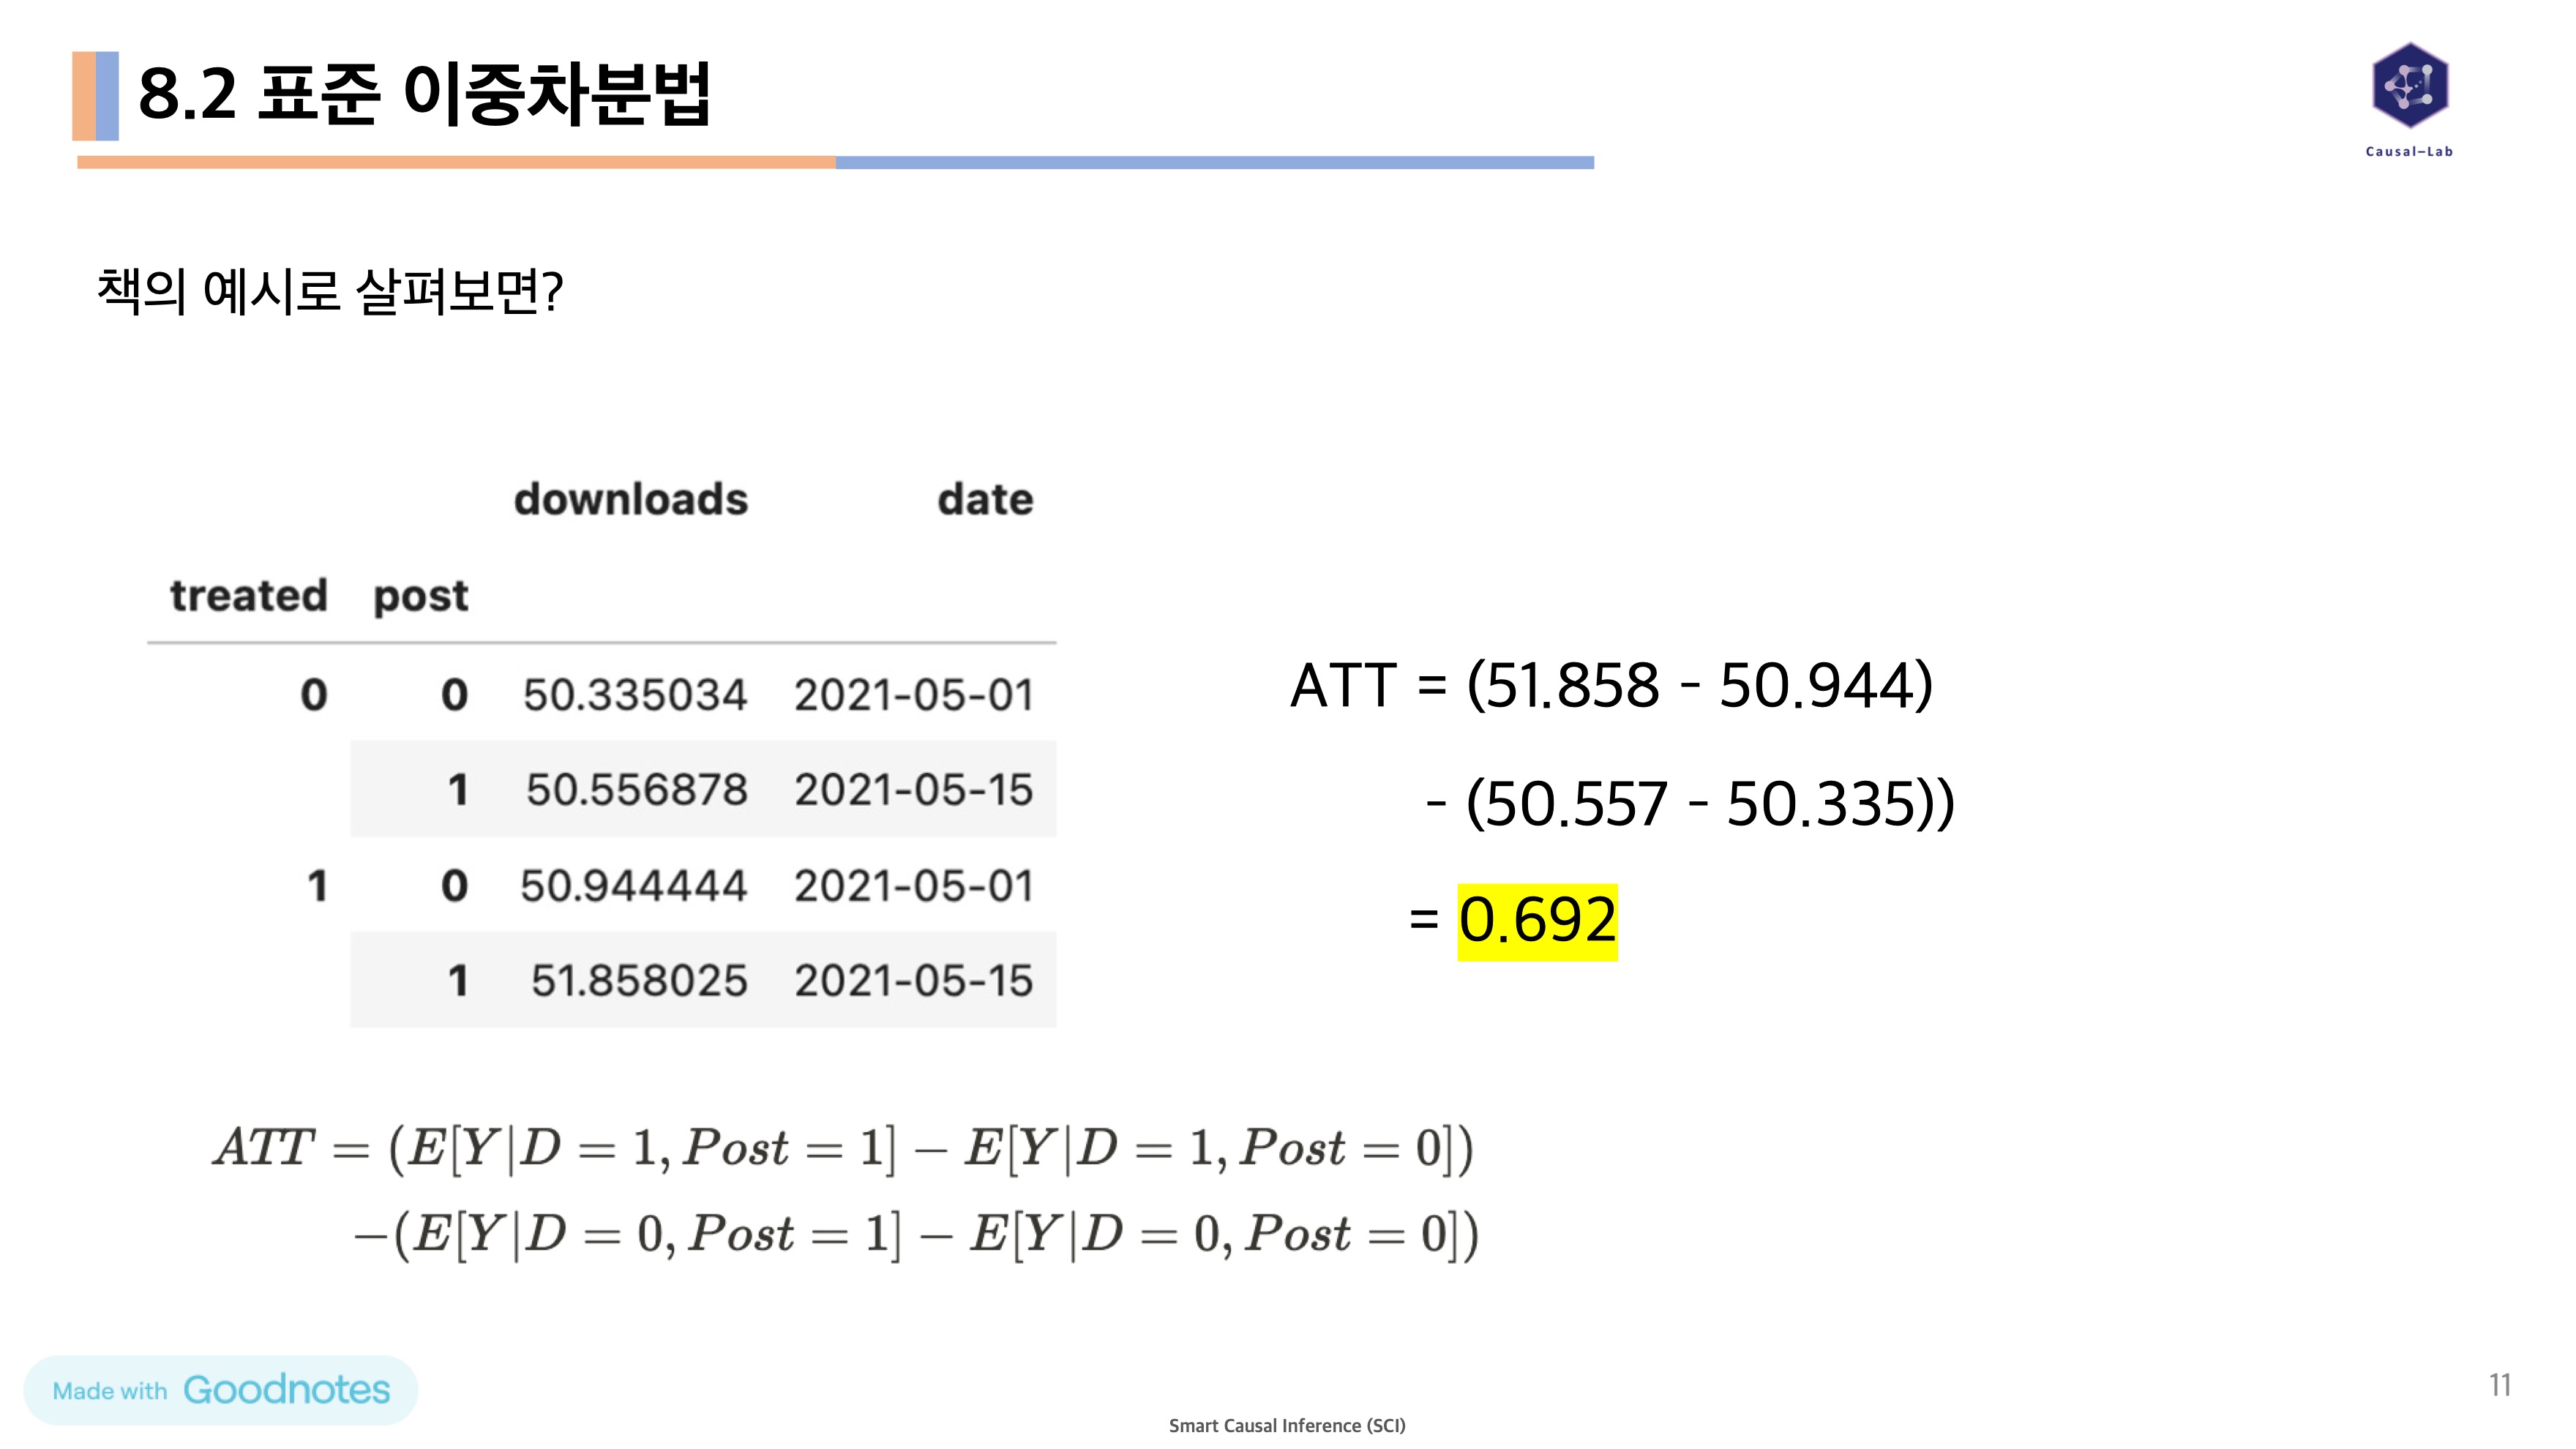 8.2 표준 이중차분법
Causal-Lab
책의 예시로 살펴보면?
downloads date
treated post
0 0 50.335034 2021-05-01
1 50.556878 2021-05-15
1 0 50.944444 2021-05-01
1 51.858025 2021-05-15
ATT = (51.858 - 50.944)
- (50.557 - 50.335))
= 0.692
ATT = (E[Y|D = 1, Post = 1] − E[Y|D = 1, Post = 0])
−(E[Y|D = 0, Post = 1] − E[Y|D = 0, Post = 0])
Made with Goodnotes
11
Smart Causal Inference (SCI)